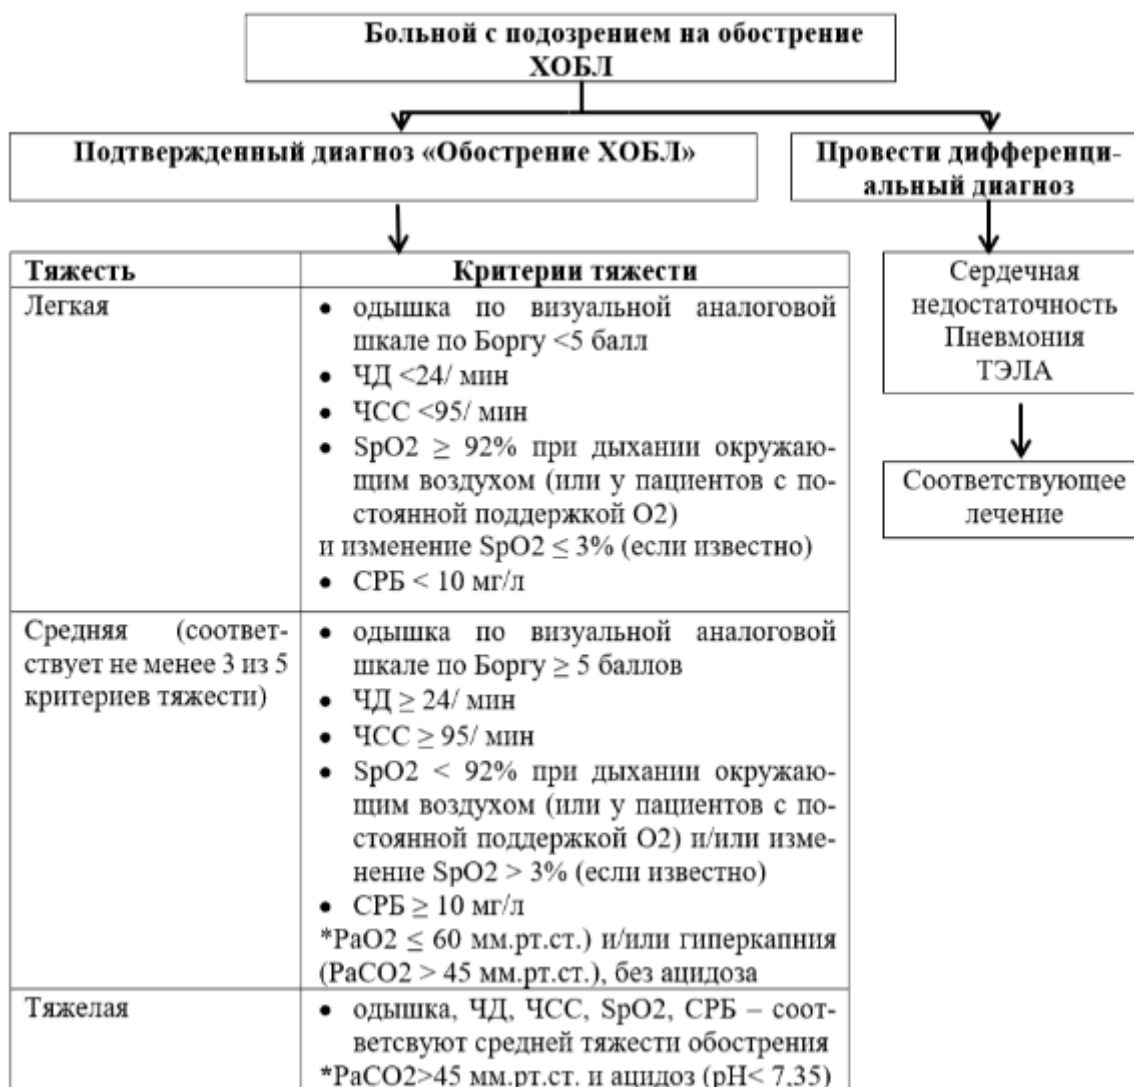 Больной с подозрением на обострение
ХОБЛ
Подтвержденный диагноз «Обострение ХОБЛ»
Провести дифференци-
альный диагноз
Тяжесть
Критерии тяжести
Легкая
• одышка по визуальной аналоговой
шкале по Боргу <5 балл
• ЧД <24/ мин
• ЧСС <95/ мин
• SpO2 ≥ 92% при дыхании окружаю-
щим воздухом (или у пациентов с по-
стоянной поддержкой О2)
и изменение SpO2 ≤ 3% (если известно)
• СРБ < 10 мг/л
Средняя (соответ-
ствует не менее 3 из 5
критериев тяжести)
• одышка по визуальной аналоговой
шкале по Боргу ≥ 5 баллов
• ЧД ≥ 24/ мин
• ЧСС ≥ 95/ мин
• SpO2 < 92% при дыхании окружаю-
щим воздухом (или у пациентов с по-
стоянной поддержкой О2) и/или изме-
нение SpO2 > 3% (если известно)
• СРБ ≥ 10 мг/л
*PaO2 ≤ 60 мм.рт.ст.) и/или гиперкапния
(PaCO2 > 45 мм.рт.ст.), без ацидоза
Тяжелая
• одышка, ЧД, ЧСС, SpO2, СРБ – соот-
ветсвуют средней тяжести обострения
*PaCO2>45 мм.рт.ст. и ацидоз (pH< 7,35)
Сердечная
недостаточность
Пневмония
ТЭЛА
Соответствующее
лечение